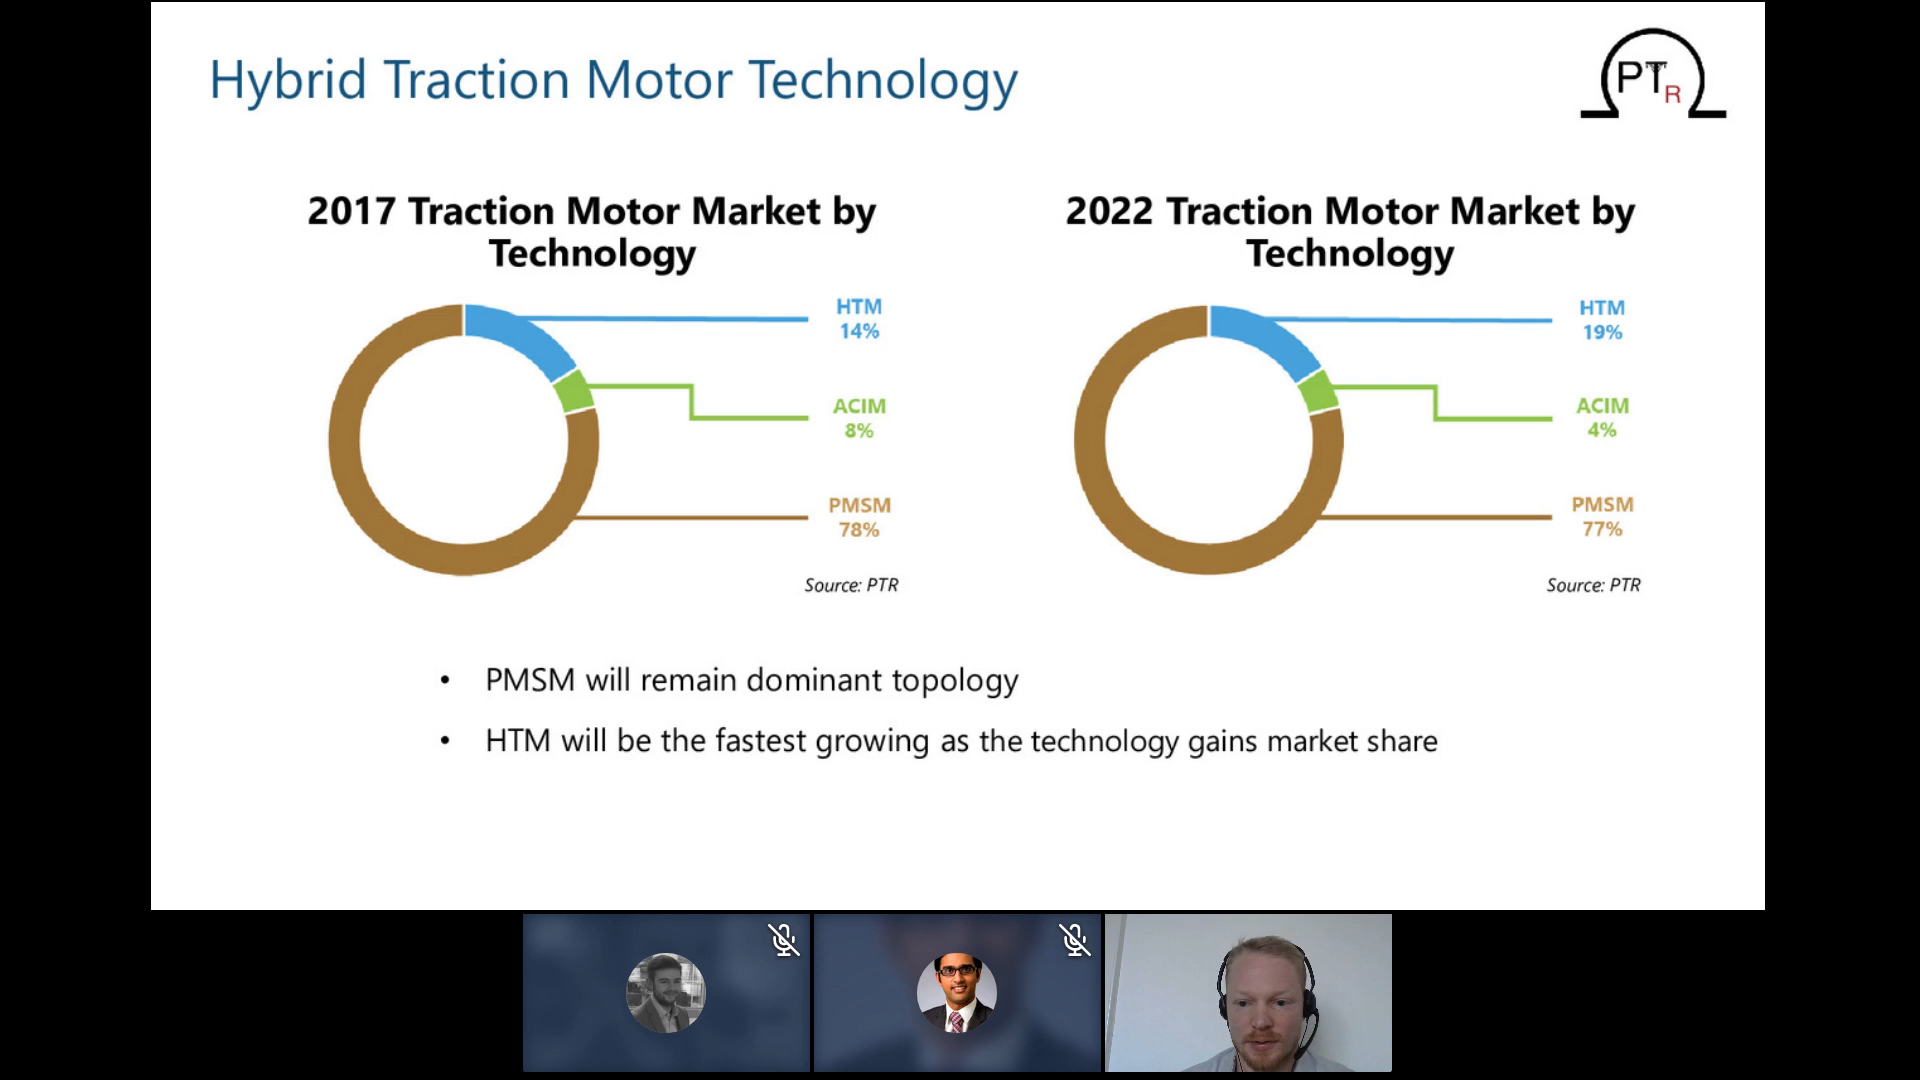 Hybrid Traction Motor Technology
PTR
2017 Traction Motor Market by
Technology
HTM
14%
ACIM
8%
PMSM
78%
Source: PTR
2022 Traction Motor Market by
Technology
HTM
19%
ACIM
4%
PMSM
77%
Source: PTR
• PMSM will remain dominant topology
• HTM will be the fastest growing as the technology gains market share